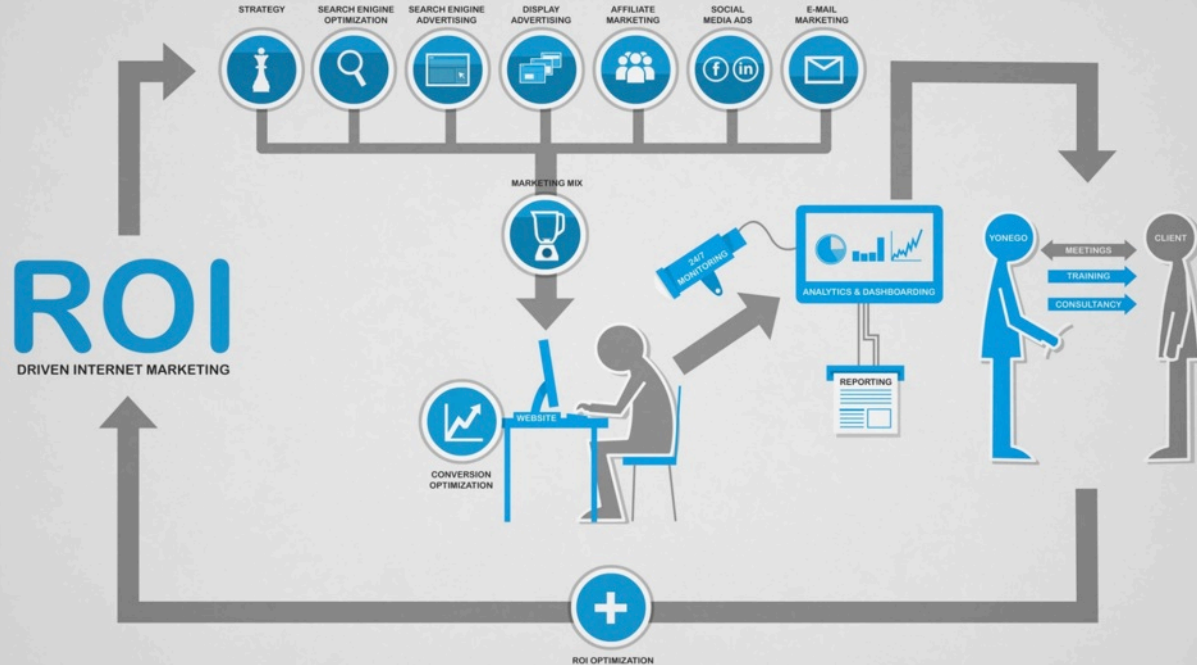 STRATEGY
SEARCH ENIGINE
OPTIMIZATION
SEARCH ENIGINE
ADVERTISING
DISPLAY
ADVERTISING
AFFILIATE
MARKETING
SOCIAL
MEDIA ADS
E-MAIL
MARKETING
f
in
MARKETING MIX
24/7
MONITORING
ANALYTICS & DASHBOARDING
YONEGO
CLIENT
MEETINGS
TRAINING
CONSULTANCY
ROI
DRIVEN INTERNET MARKETING
REPORTING
WEBSITE
CONVERSION
OPTIMIZATION
ROI OPTIMIZATION